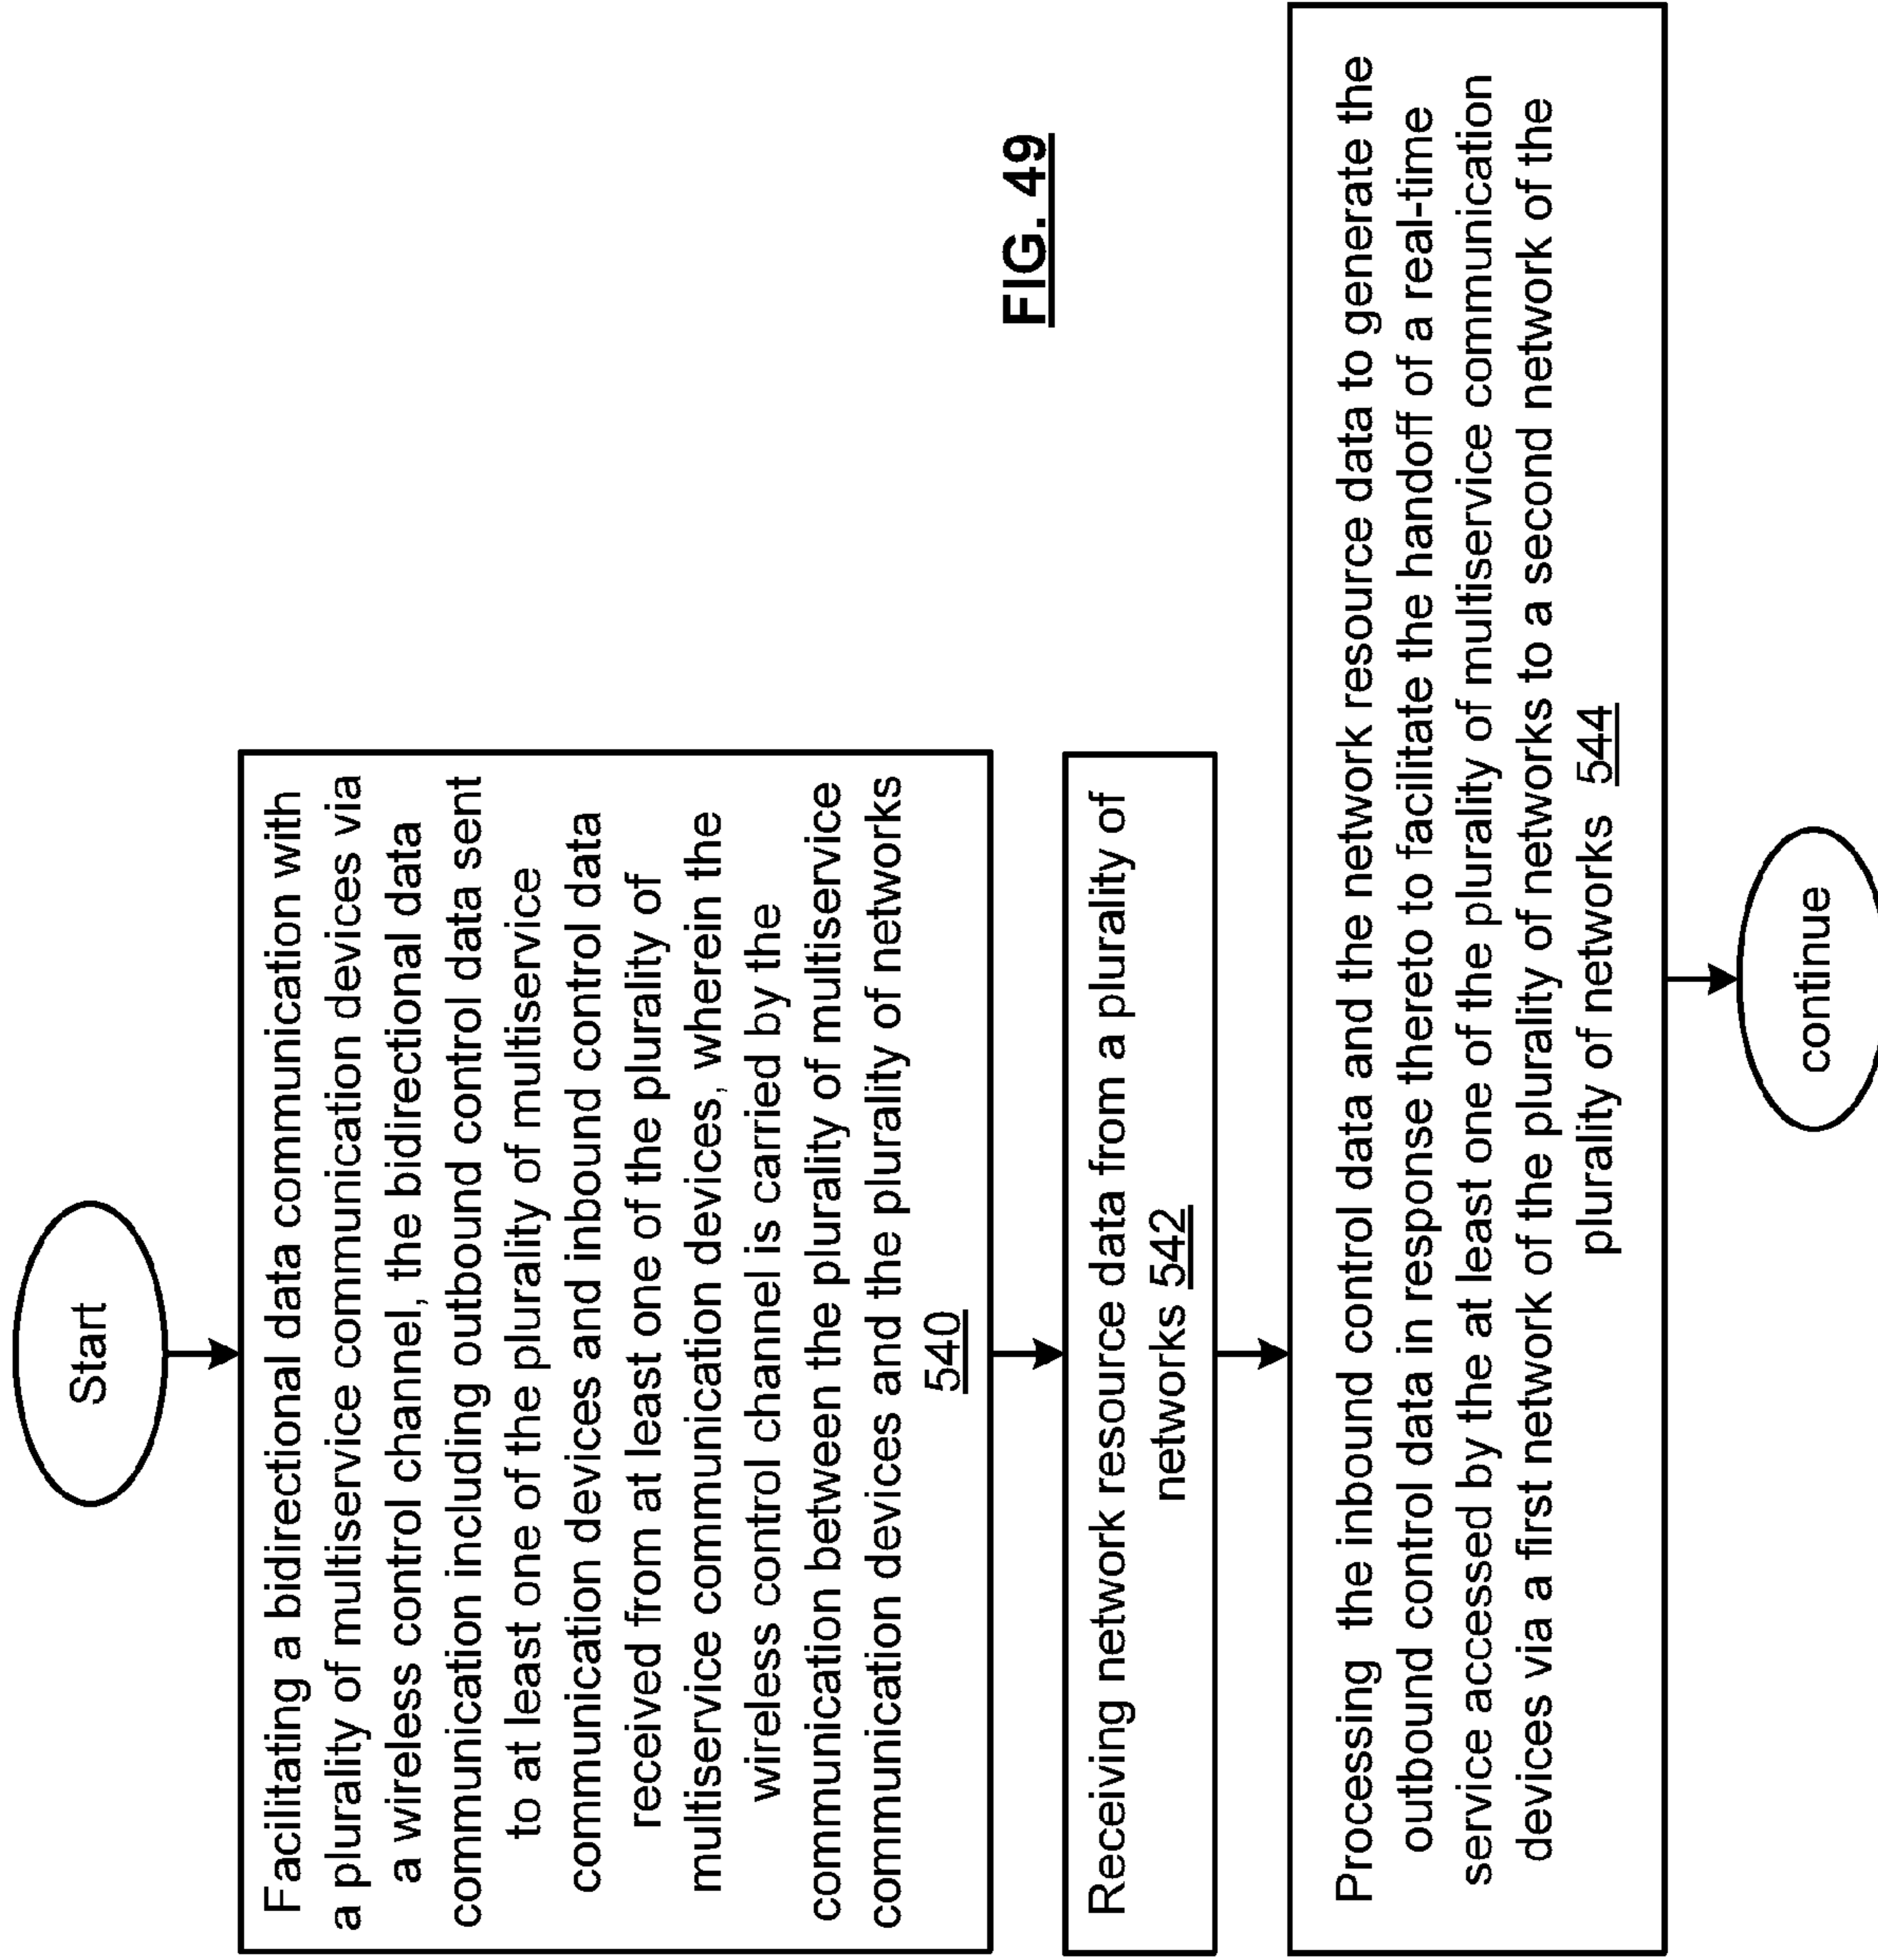 Start
Facilitating a bidirectional data communication with
a plurality of multiservice communication devices via
a wireless control channel, the bidirectional data
communication including outbound control data sent
to at least one of the plurality of multiservice
communication devices and inbound control data
received from at least one of the plurality of
multiservice communication devices, wherein the
wireless control channel is carried by the
communication between the plurality of multiservice
communication devices and the plurality of networks
540
Receiving network resource data from a plurality of
networks 542
Processing the inbound control data and the network resource data to generate the
outbound control data in response thereto to facilitate the handoff of a real-time
service accessed by the at least one of the plurality of multiservice communication
devices via a first network of the plurality of networks to a second network of the
plurality of networks 544
continue
FIG. 49